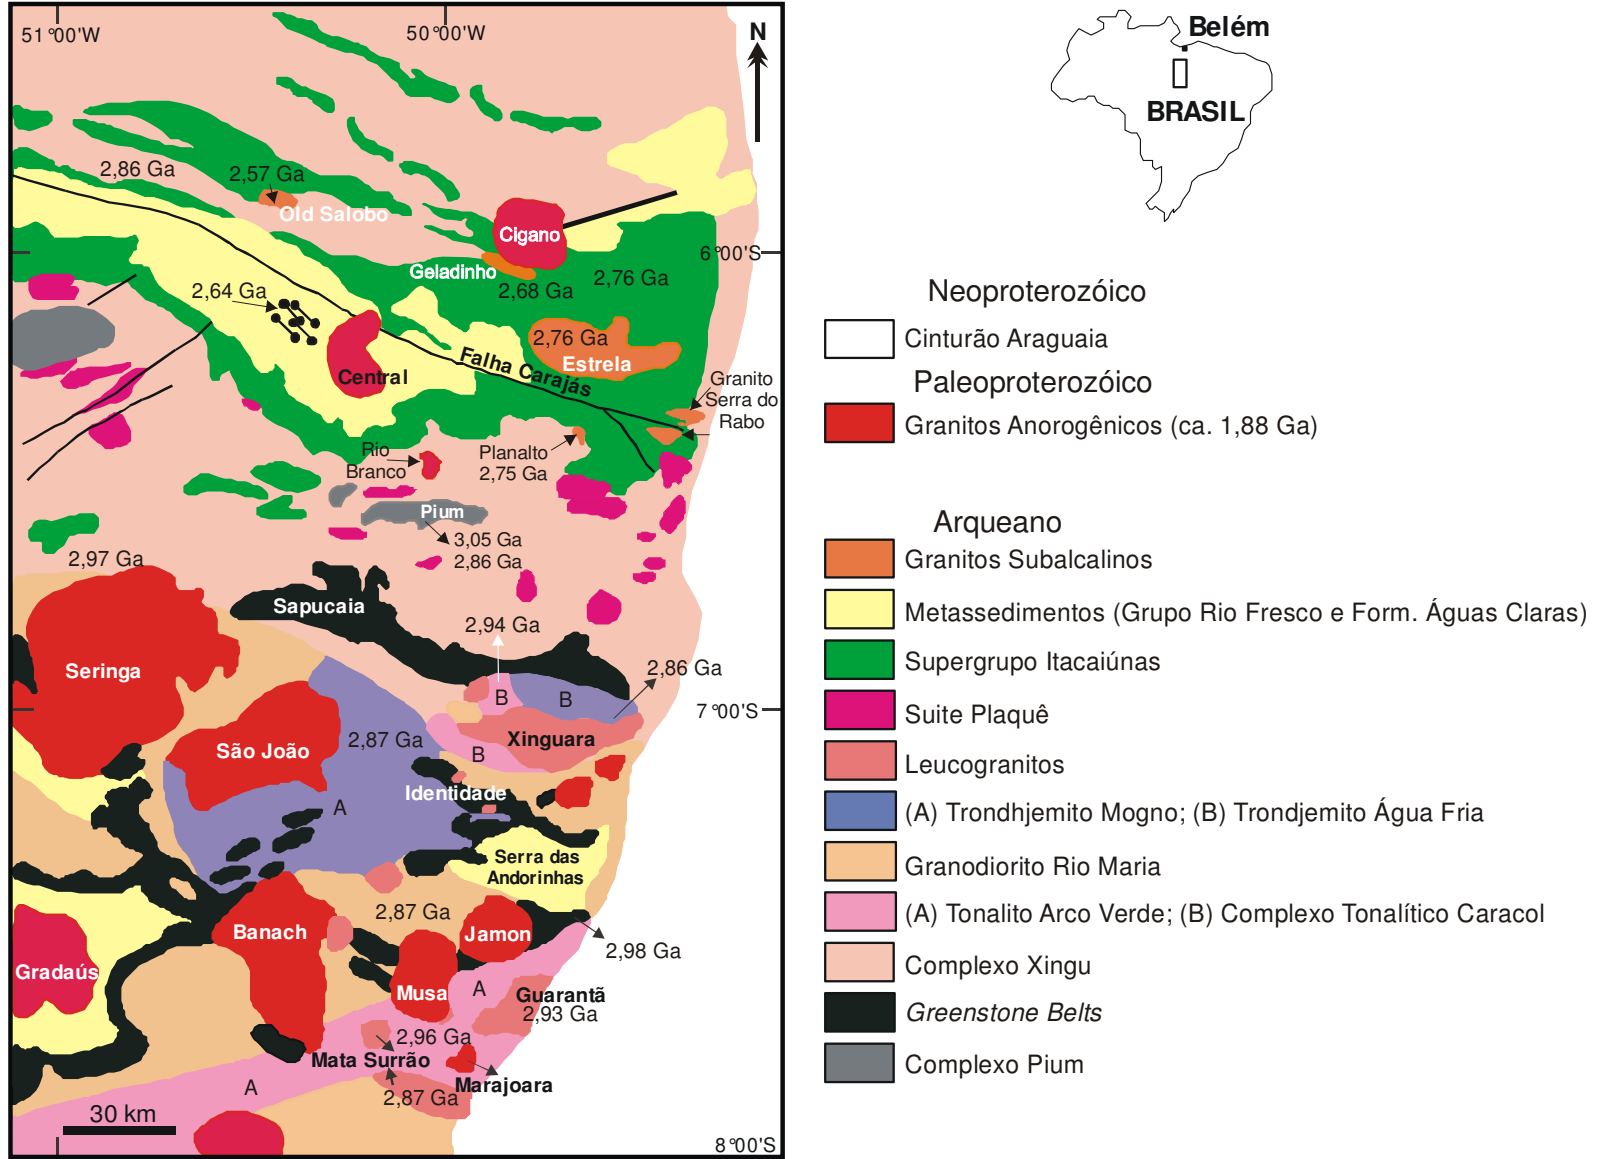 51°00'W
50°00'W
N
2,86 Ga
2,57 Ga
Old Salobo
Cigano
6°00'S
Geladinho
2,76 Ga
2,68 Ga
2,64 Ga
2,76 Ga
Estrela
Falha Carajás
Central
Granito
Serra do
Rabo
Rio
Branco
Planalto
2,75 Ga
Pium
3,05 Ga
2,86 Ga
2,97 Ga
Sapucaia
2,94 Ga
2,86 Ga
Seringa
B
B
7°00'S
São João
2,87 Ga
Xinguara
B
Identidade
A
Serra das
Andorinhas
2,87 Ga
Banach
Jamon
2,98 Ga
Gradaús
Musa
A
Guarantã
2,93 Ga
2,96 Ga
Mata Surrão
Marajoara
A
2,87 Ga
30 km
8°00'S
Belém
BRASIL
Neoproterozóico
Cinturão Araguaia
Paleoproterozóico
Granitos Anorogênicos (ca. 1,88 Ga)
Arqueano
Granitos Subalcalinos
Metassedimentos (Grupo Rio Fresco e Form. Águas Claras)
Supergrupo Itacaiúnas
Suite Plaquê
Leucogranitos
(A) Trondhjemito Mogno; (B) Trondjemito Água Fria
Granodiorito Rio Maria
(A) Tonalito Arco Verde; (B) Complexo Tonalítico Caracol
Complexo Xingu
Greenstone Belts
Complexo Pium